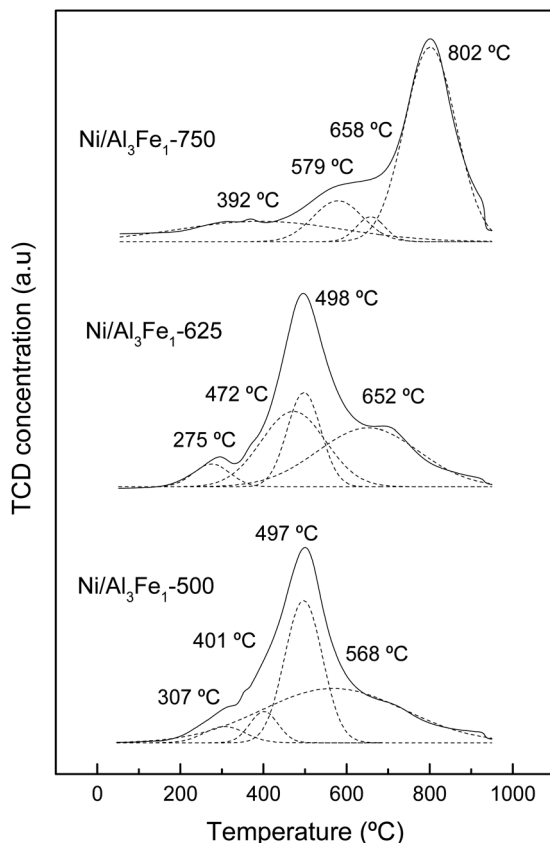 802 ºC
658 ºC
Ni/Al₃Fe₁-750
579 ºC
392 ºC
498 ºC
Ni/Al₃Fe₁-625
472 ºC
652 ºC
275 ºC
497 ºC
Ni/Al₃Fe₁-500
401 ºC
568 ºC
307 ºC
TCD concentration (a.u)
0 200 400 600 800 1000
Temperature (ºC)